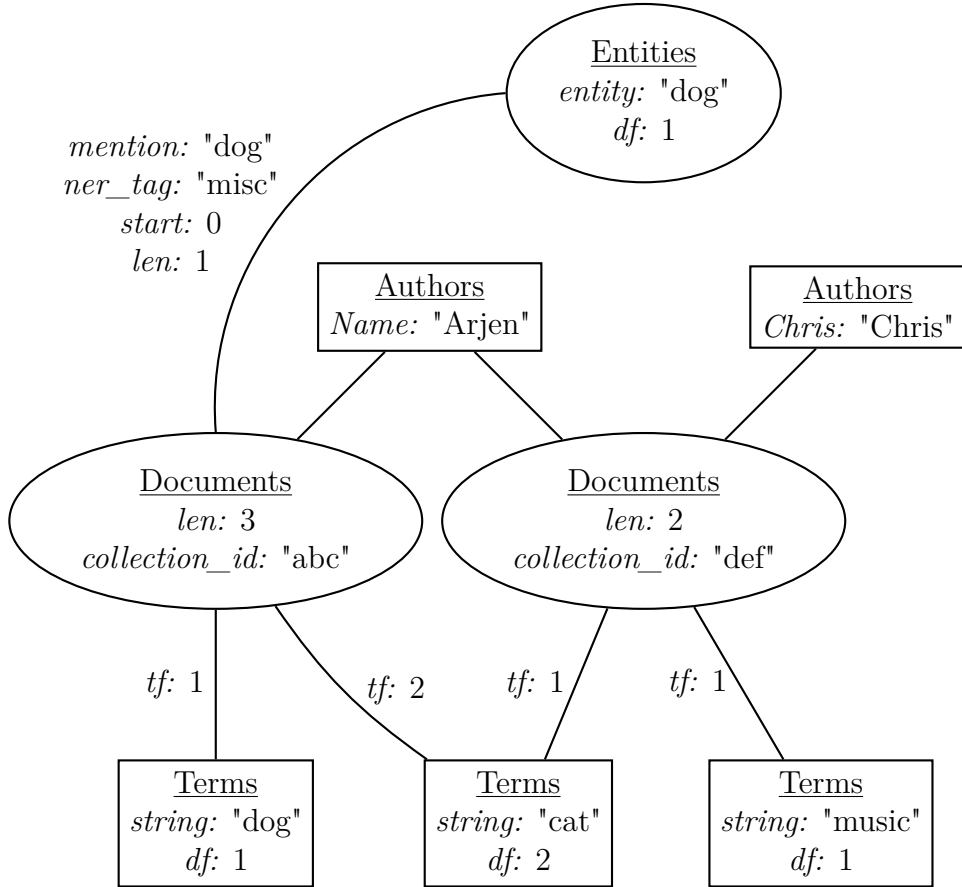 Entities
entity: "dog"
df: 1
mention: "dog"
ner_tag: "misc"
start: 0
len: 1
Authors
Name: "Arjen"
Authors
Chris: "Chris"
Documents
len: 3
collection_id: "abc"
Documents
len: 2
collection_id: "def"
tf: 1
tf: 2
tf: 1
tf: 1
Terms
string: "dog"
df: 1
Terms
string: "cat"
df: 2
Terms
string: "music"
df: 1